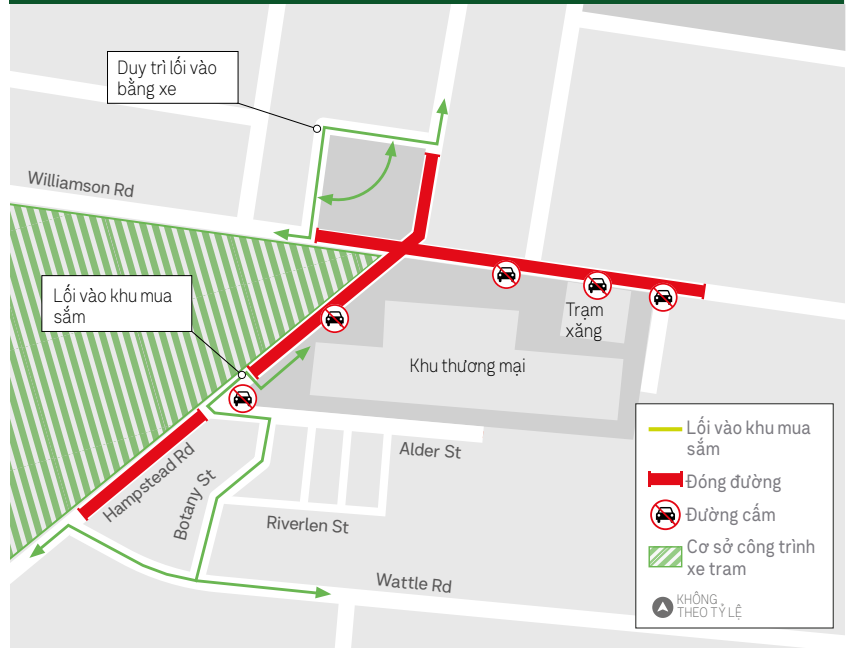 Duy trì lối vào
bằng xe
Williamson Rd
Lối vào khu mua
sắm
Trạm
xăng
Khu thương mại
Alder St
Hampstead Rd
Botany St
Riverlen St
Wattle Rd
Lối vào khu mua
sắm
Đóng đường
Đường cấm
Cơ sở công trình
xe tram
KHÔNG
THEO TỶ LỆ